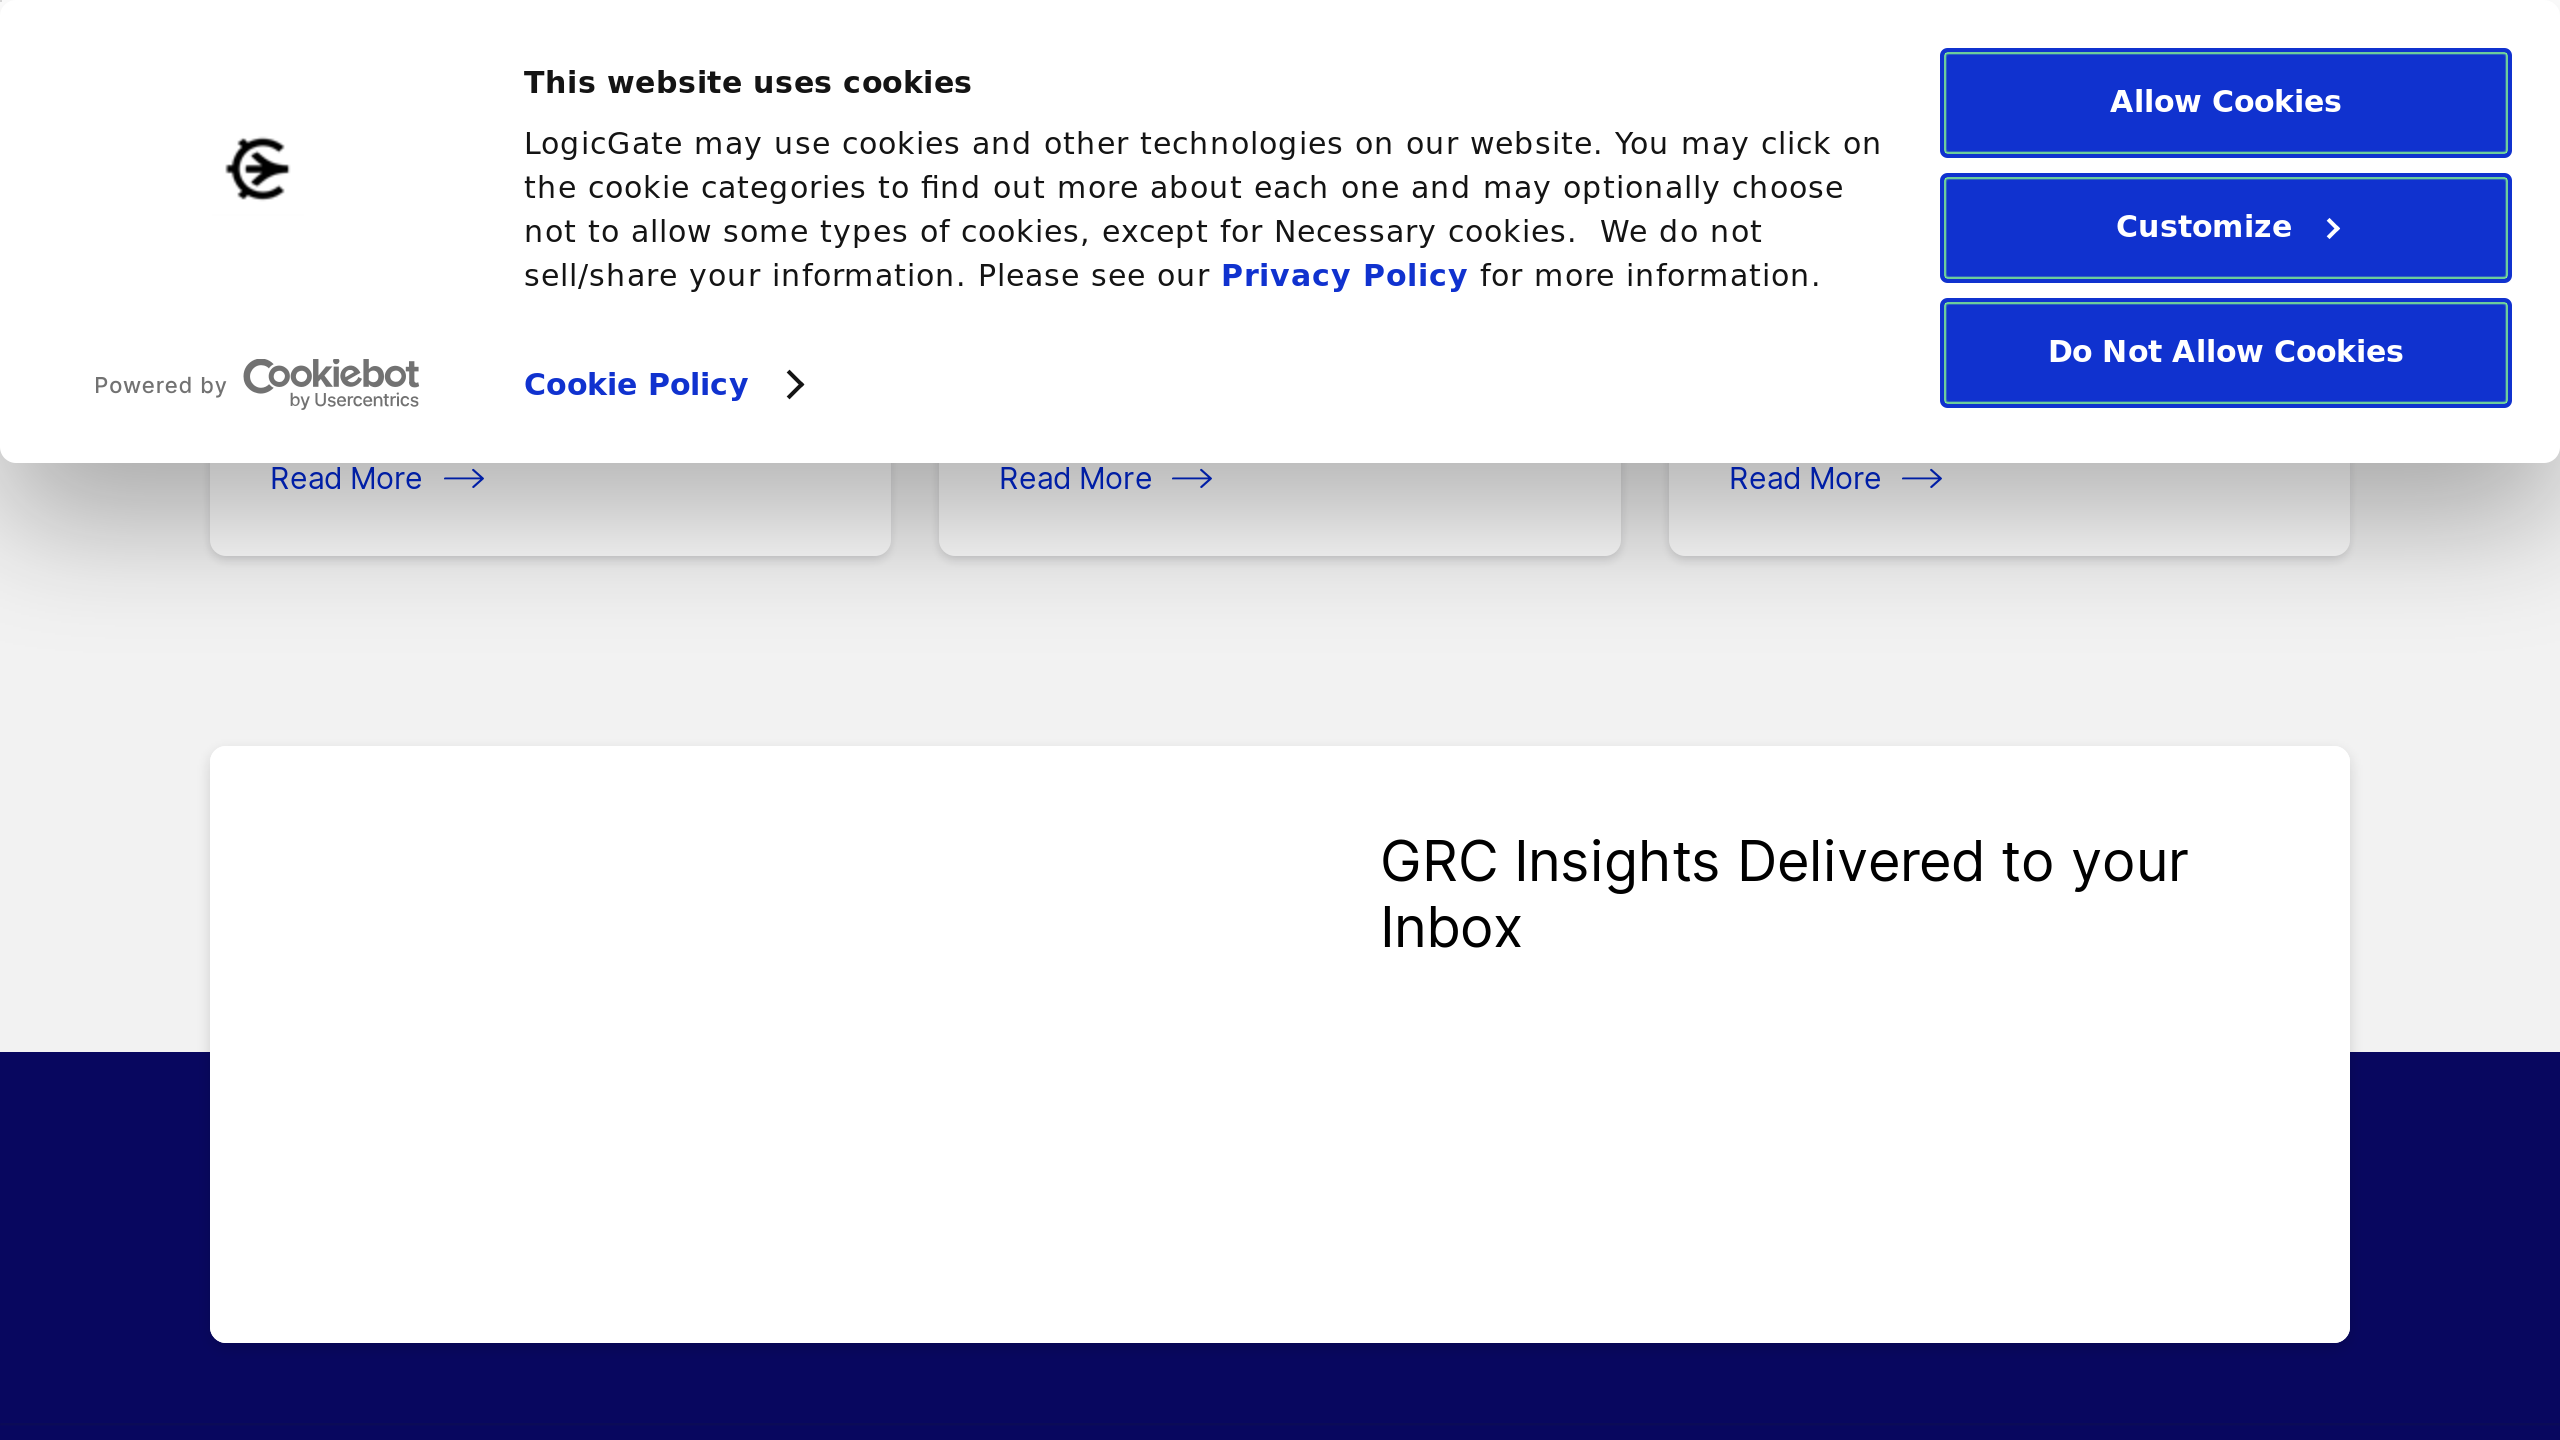 This website uses cookies
LogicGate may use cookies and other technologies on our website. You may click on
the cookie categories to find out more about each one and may optionally choose
not to allow some types of cookies, except for Necessary cookies.  We do not
sell/share your information. Please see our Privacy Policy for more information.
Powered by Cookiebot
by Usercentrics
Cookie Policy
Allow Cookies
Customize
Do Not Allow Cookies
Read More
Read More
Read More
GRC Insights Delivered to your
Inbox